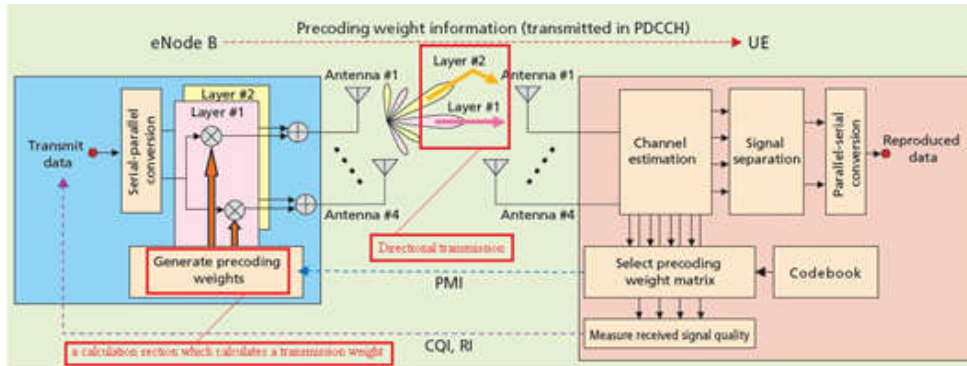 Precoding weight information (transmitted in PDCCH)
eNode B
UE
Layer #2
Layer #1
Antenna #1
Antenna #1
Layer #2
Layer #1
Transmit
data
Serial-parallel
conversion
Channel
estimation
Signal
separation
Parallel-serial
conversion
Reproduced
data
Antenna #4
Antenna #4
Directional transmission
Generate precoding
weights
PMI
Select precoding
weight matrix
Codebook
Measure received signal quality
a calculation section which calculates a transmission weight
CQI, RI